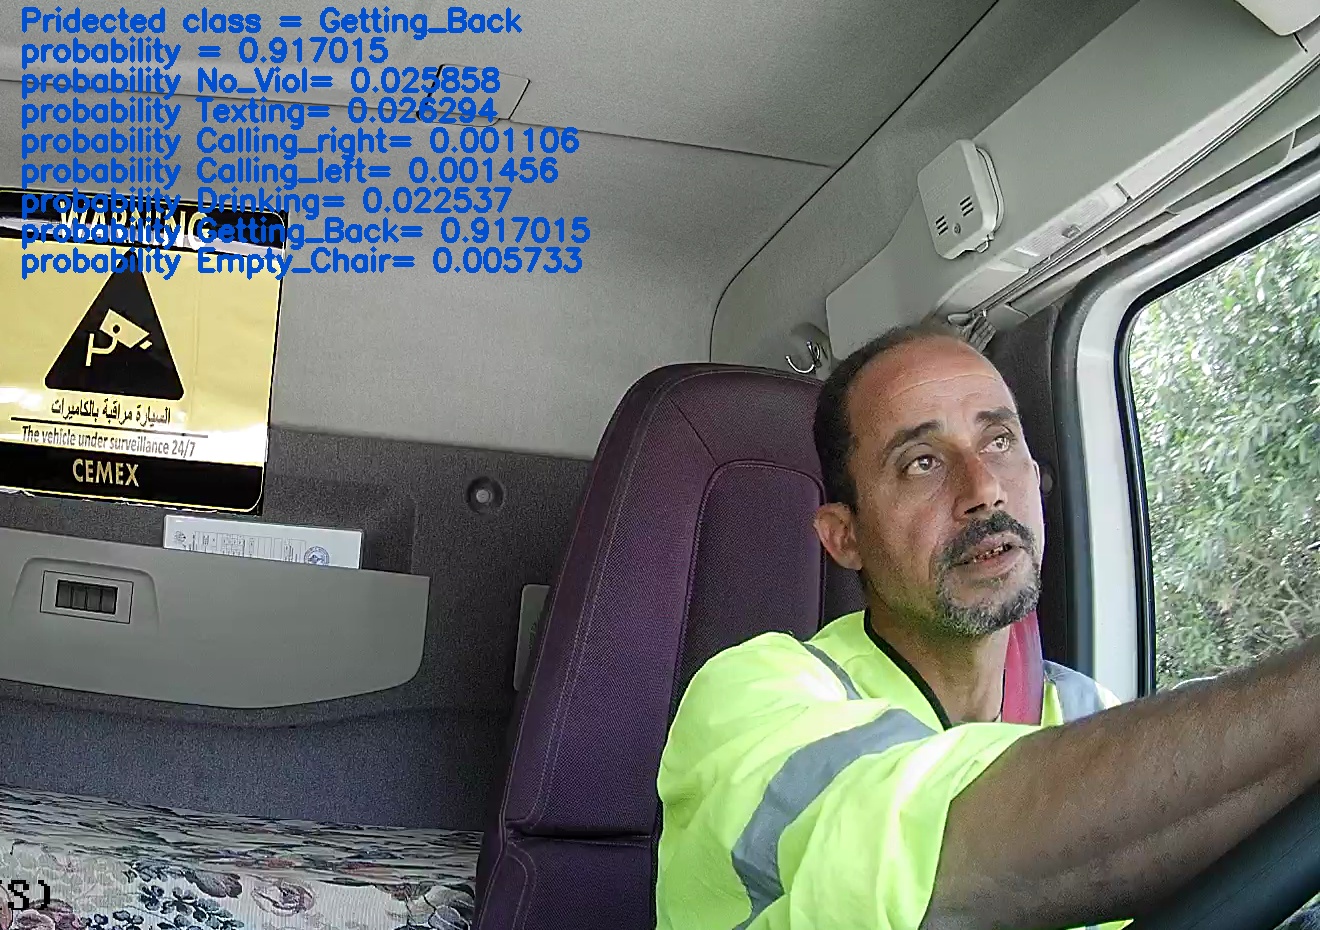 Pridected class = Getting_Back
probability = 0.917015
probability No_Viol= 0.025858
probability Texting= 0.026294
probability Calling_right= 0.001106
probability Calling_left= 0.001456
probability Drinking= 0.022537
probability Getting_Back= 0.917015
probability Empty_Chair= 0.005733
WARNING
السيارة مراقبة بالكاميرات
The vehicle under surveillance 24/7
CEMEX
S)